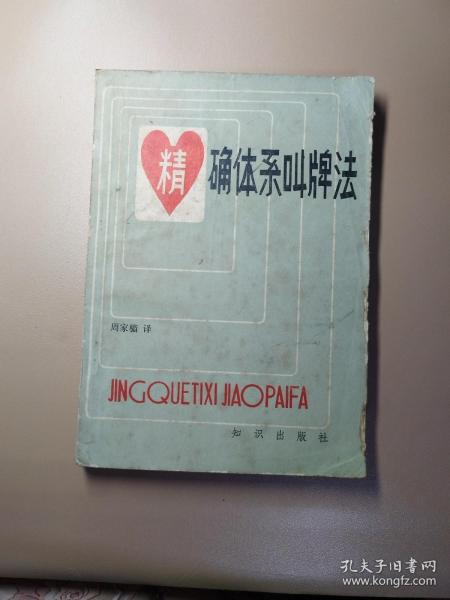 精确体系叫牌法
周家骝 译
JINGQUETIXI JIAOPAIFA
知识出版社
孔夫子旧书网
www.kongfz.com